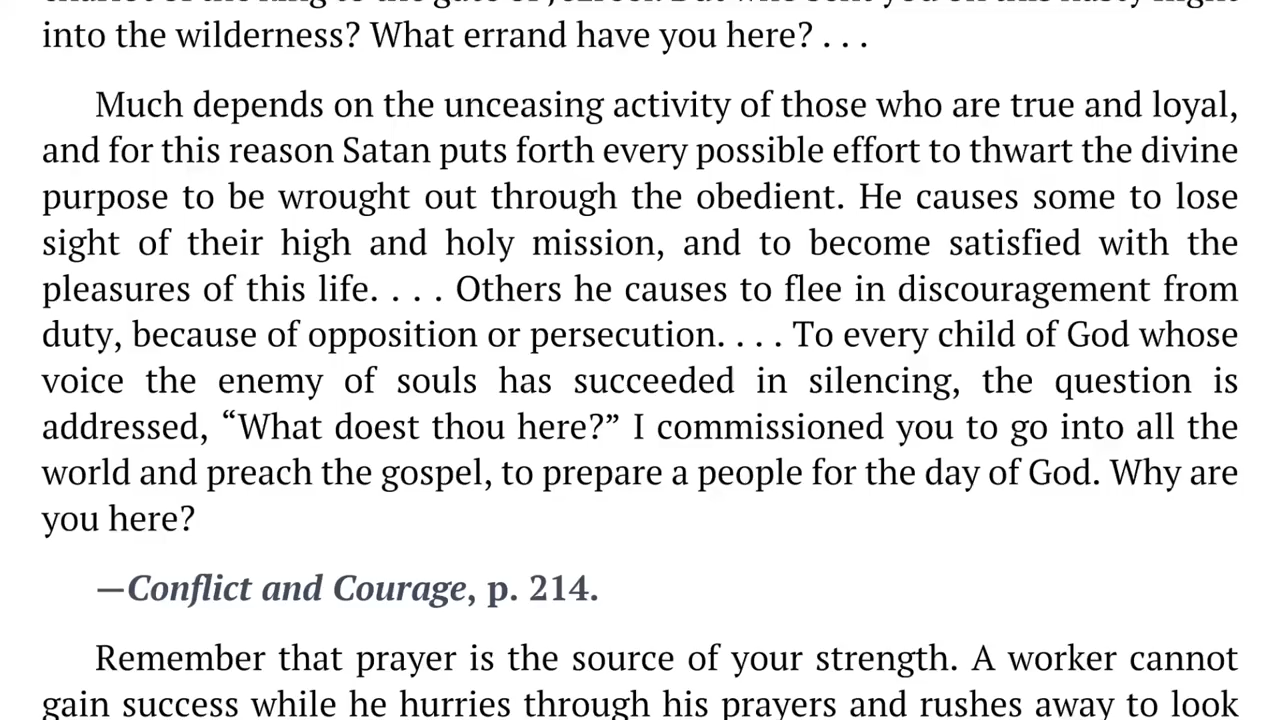 into the wilderness? What errand have you here? . . .
Much depends on the unceasing activity of those who are true and loyal,
and for this reason Satan puts forth every possible effort to thwart the divine
purpose to be wrought out through the obedient. He causes some to lose
sight of their high and holy mission, and to become satisfied with the
pleasures of this life. . . . Others he causes to flee in discouragement from
duty, because of opposition or persecution. . . . To every child of God whose
voice the enemy of souls has succeeded in silencing, the question is
addressed, “What doest thou here?” I commissioned you to go into all the
world and preach the gospel, to prepare a people for the day of God. Why are
you here?
—Conflict and Courage, p. 214.
Remember that prayer is the source of your strength. A worker cannot
gain success while he hurries through his prayers and rushes away to look